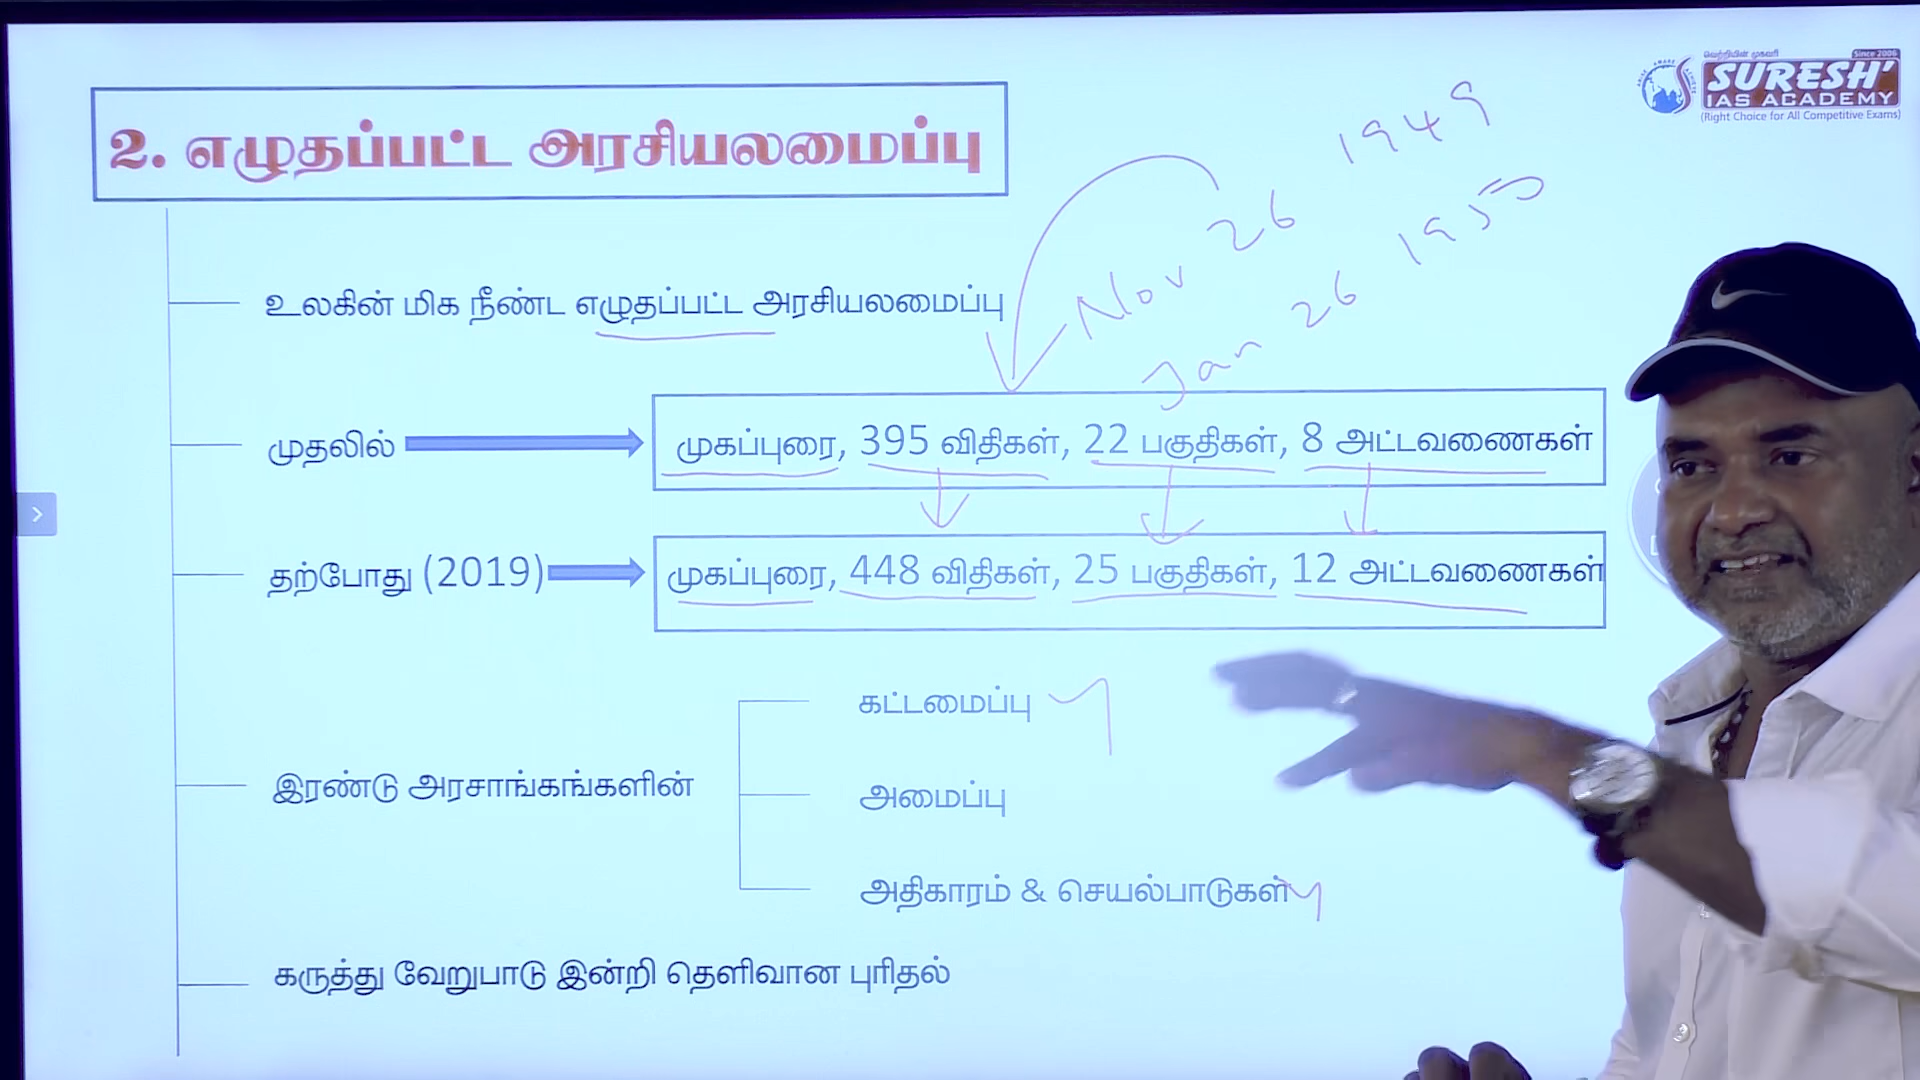 வெற்றியின் முகவரி
Since 2006
SURESH'
IAS ACADEMY
(Right Choice for All Competitive Exams)
2. எழுதப்பட்ட அரசியலமைப்பு
1949
Nov 26
1950
Jan 26
உலகின் மிக நீண்ட எழுதப்பட்ட அரசியலமைப்பு
முதலில்
முகப்புரை, 395 விதிகள், 22 பகுதிகள், 8 அட்டவணைகள்
தற்போது (2019)
முகப்புரை, 448 விதிகள், 25 பகுதிகள், 12 அட்டவணைகள்
இரண்டு அரசாங்கங்களின்
கட்டமைப்பு
அமைப்பு
அதிகாரம் & செயல்பாடுகள்
கருத்து வேறுபாடு இன்றி தெளிவான புரிதல்